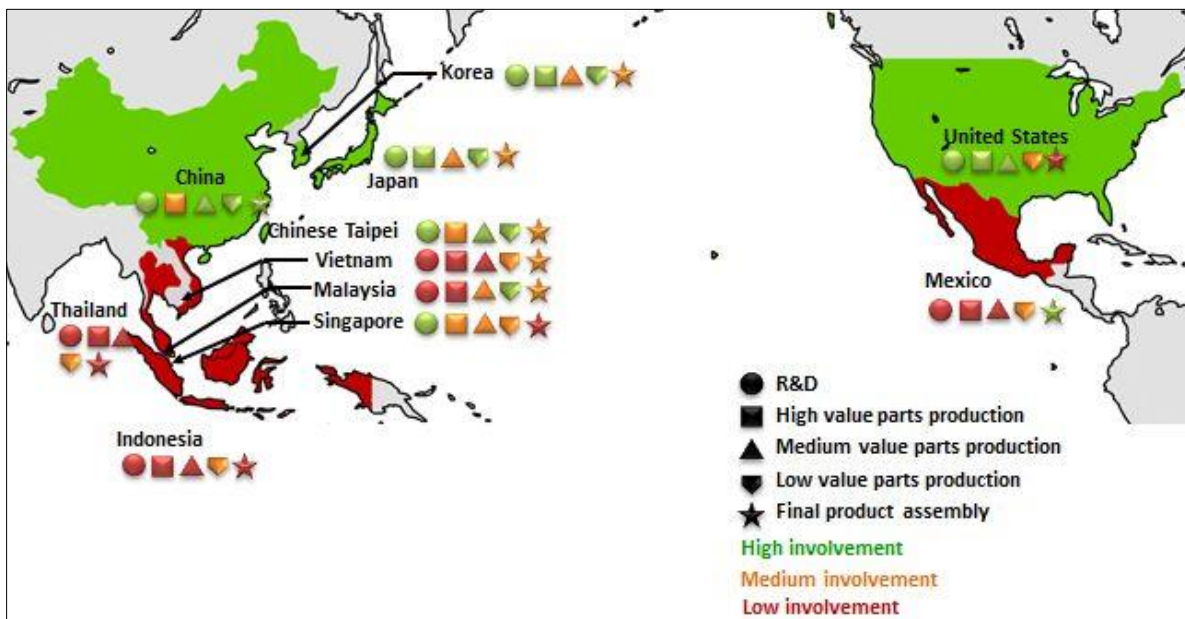 Korea
United States
China
Japan
Chinese Taipei
Vietnam
Malaysia
Singapore
Thailand
Mexico
Indonesia
R&D
High value parts production
Medium value parts production
Low value parts production
Final product assembly
High involvement
Medium involvement
Low involvement